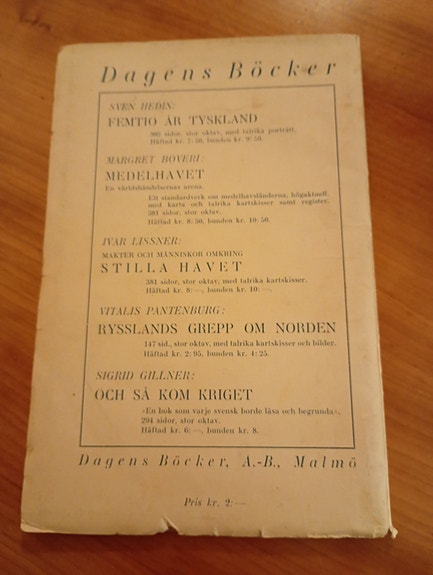 Dagens Böcker
SVEN HEDIN:
FEMTIO ÅR TYSKLAND
sidor, stor oktav, med talrika porträtt.
Häftad kr. 7: 50, bunden kr. 9: 50.
MARGRET BOVERI:
MEDELHAVET
En världshändelsernas arena.
Ett standardverk om medelhavsländerna, högaktuell.
med karta och talrika kartskisser samt register.
581 sidor, stor oktav.
Häftad kr. 8: 50, bunden kr. 10: 50.
IVAR LISSNER:
MAKTER OCH MÄNNISKOR OMKRING
STILLA HAVET
381 sidor, stor oktav, med talrika kartskisser.
Häftad kr. 8: —, bunden kr. 10: —.
VITALIS PANTENBURG:
RYSSLANDS GREPP OM NORDEN
147 sid., stor oktav, med talrika kartskisser och bilder.
Häftad kr. 2: 95, bunden kr. 4: 25.
SIGRID GILLNER:
OCH SÅ KOM KRIGET
»En bok som varje svensk borde läsa och begrunda».
294 sidor, stor oktav.
Häftad kr. 6: —, bunden kr. 8.
Dagens Böcker, A.-B., Malmö
Pris kr. 2: —